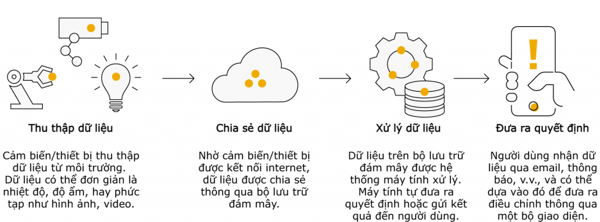 Thu thập dữ liệu
Cảm biến/thiết bị thu thập
dữ liệu từ môi trường.
Dữ liệu có thể đơn giản là
nhiệt độ, độ ẩm, hay phức
tạp như hình ảnh, video.
Chia sẻ dữ liệu
Nhờ cảm biến/thiết bị
được kết nối internet,
dữ liệu được chia sẻ
thông qua bộ lưu trữ
đám mây.
Xử lý dữ liệu
Dữ liệu trên bộ lưu trữ
đám mây được hệ
thống máy tính xử lý.
Máy tính tự đưa ra
quyết định hoặc gửi kết
quả đến người dùng.
Đưa ra quyết định
Người dùng nhận dữ
liệu qua email, thông
báo, v.v., và có thể
dựa vào đó để đưa ra
điều chỉnh thông qua
một bộ giao diện.